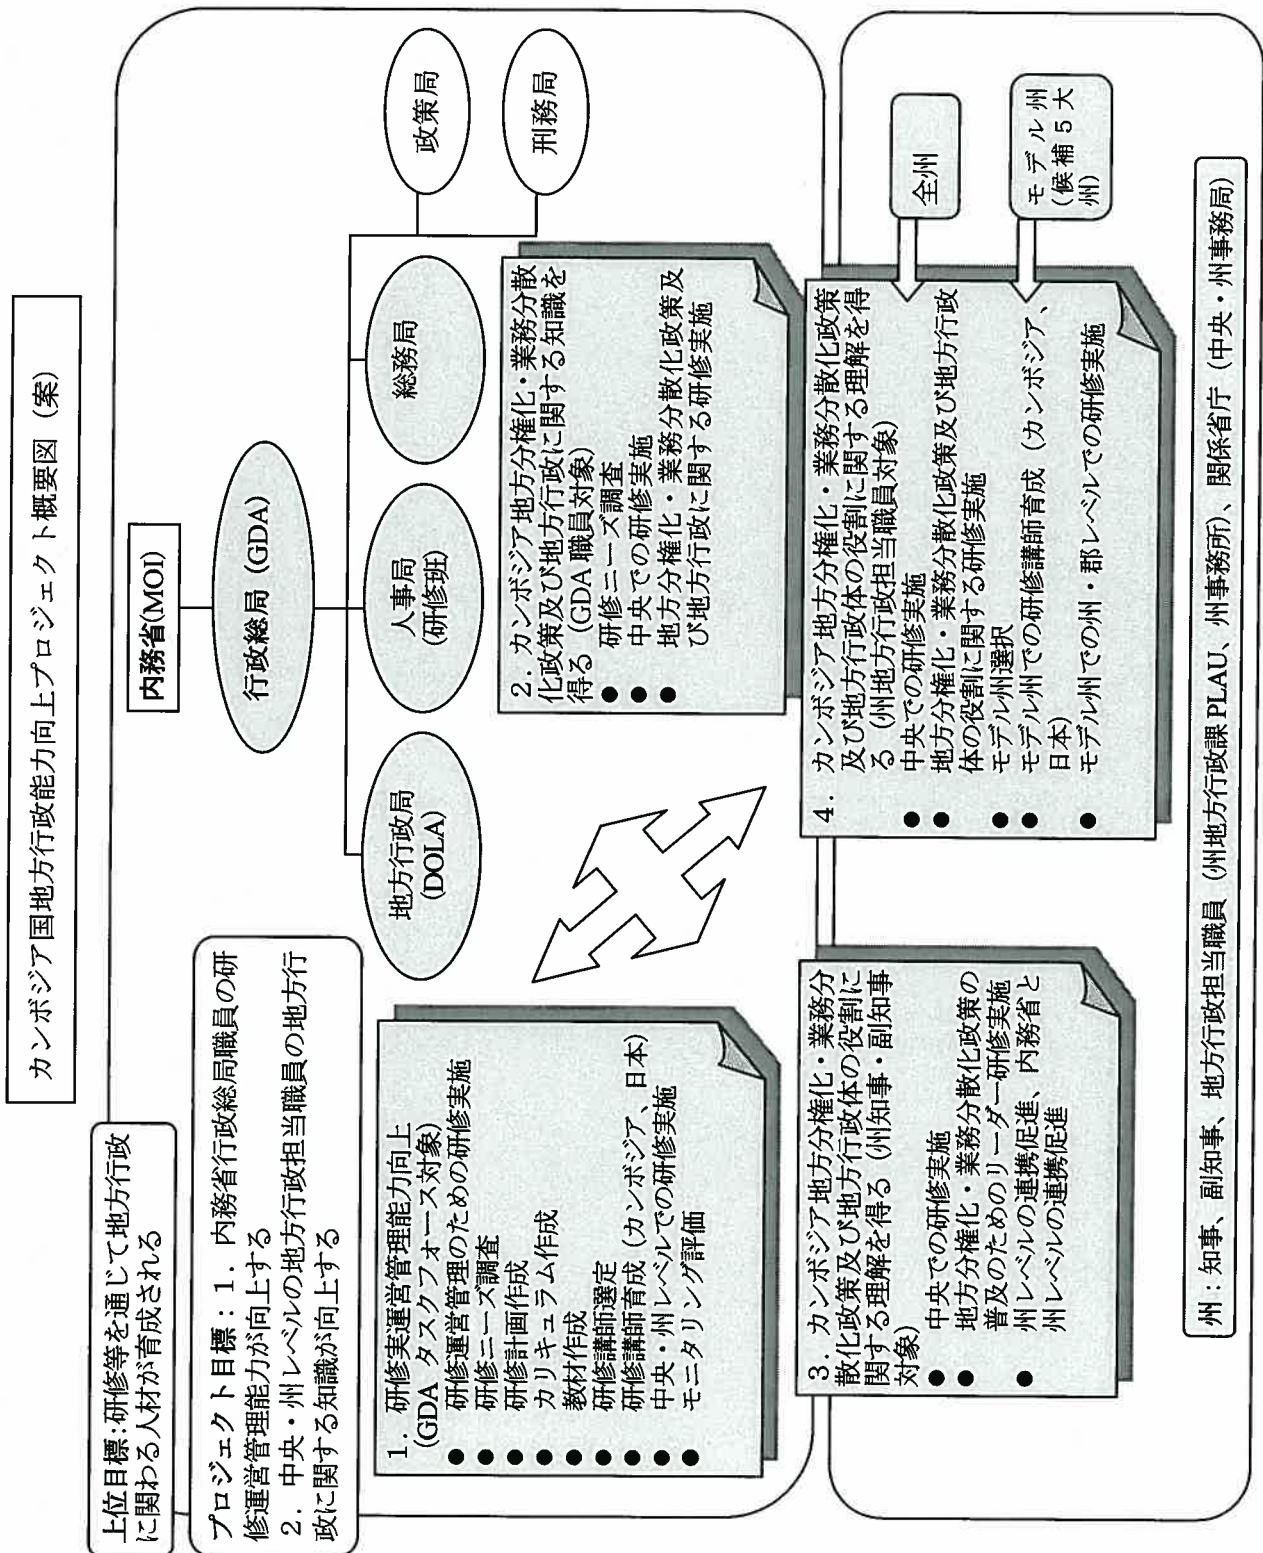 カンボジア国地方行政能力向上プロジェクト概要図（案）
上位目標：研修等を通じて地方行政
に関わる人材が育成される
プロジェクト目標：１．内務省行政総局職員の研
修運営管理能力が向上する
２．中央・州レベルの地方行政担当職員の地方行
政に関する知識が向上する
内務省(MOI)
行政総局 (GDA)
地方行政局
(DOLA)
人事局
(研修班)
総務局
政策局
刑務局
1．研修実運営管理能力向上
(GDA タスクフォース対象)
● 研修運営管理のための研修実施
● 研修ニーズ調査
● 研修計画作成
● カリキュラム作成
● 教材作成
● 研修講師選定
● 研修講師育成（カンボジア、日本）
● 中央・州レベルでの研修実施
● モニタリング評価
2．カンボジア地方分権化・業務分散
化政策及び地方行政に関する知識を
得る（GDA 職員対象）
● 研修ニーズ調査
● 中央での研修実施
● 地方分権化・業務分散化政策及
び地方行政に関する研修実施
3．カンボジア地方分権化・業務分
散化政策及び地方行政体の役割に
関する理解を得る（州知事・副知事
対象）
● 中央での研修実施
● 地方分権化・業務分散化政策の
普及のためのリーダー研修実施
● 州レベルの連携促進、内務省と
州レベルの連携促進
4．カンボジア地方分権化・業務分散化政策
及び地方行政体の役割に関する理解を得
る（州地方行政担当職員対象）
● 中央での研修実施
● 地方分権化・業務分散化政策及び地方行政
体の役割に関する研修実施
● モデル州選択
● モデル州での研修講師育成（カンボジア、
日本）
● モデル州での州・郡レベルでの研修実施
全州
モデル州
(候補５大
州)
州：知事、副知事、地方行政担当職員（州地方行政課 PLAU、州事務所）、関係省庁（中央・州事務局）